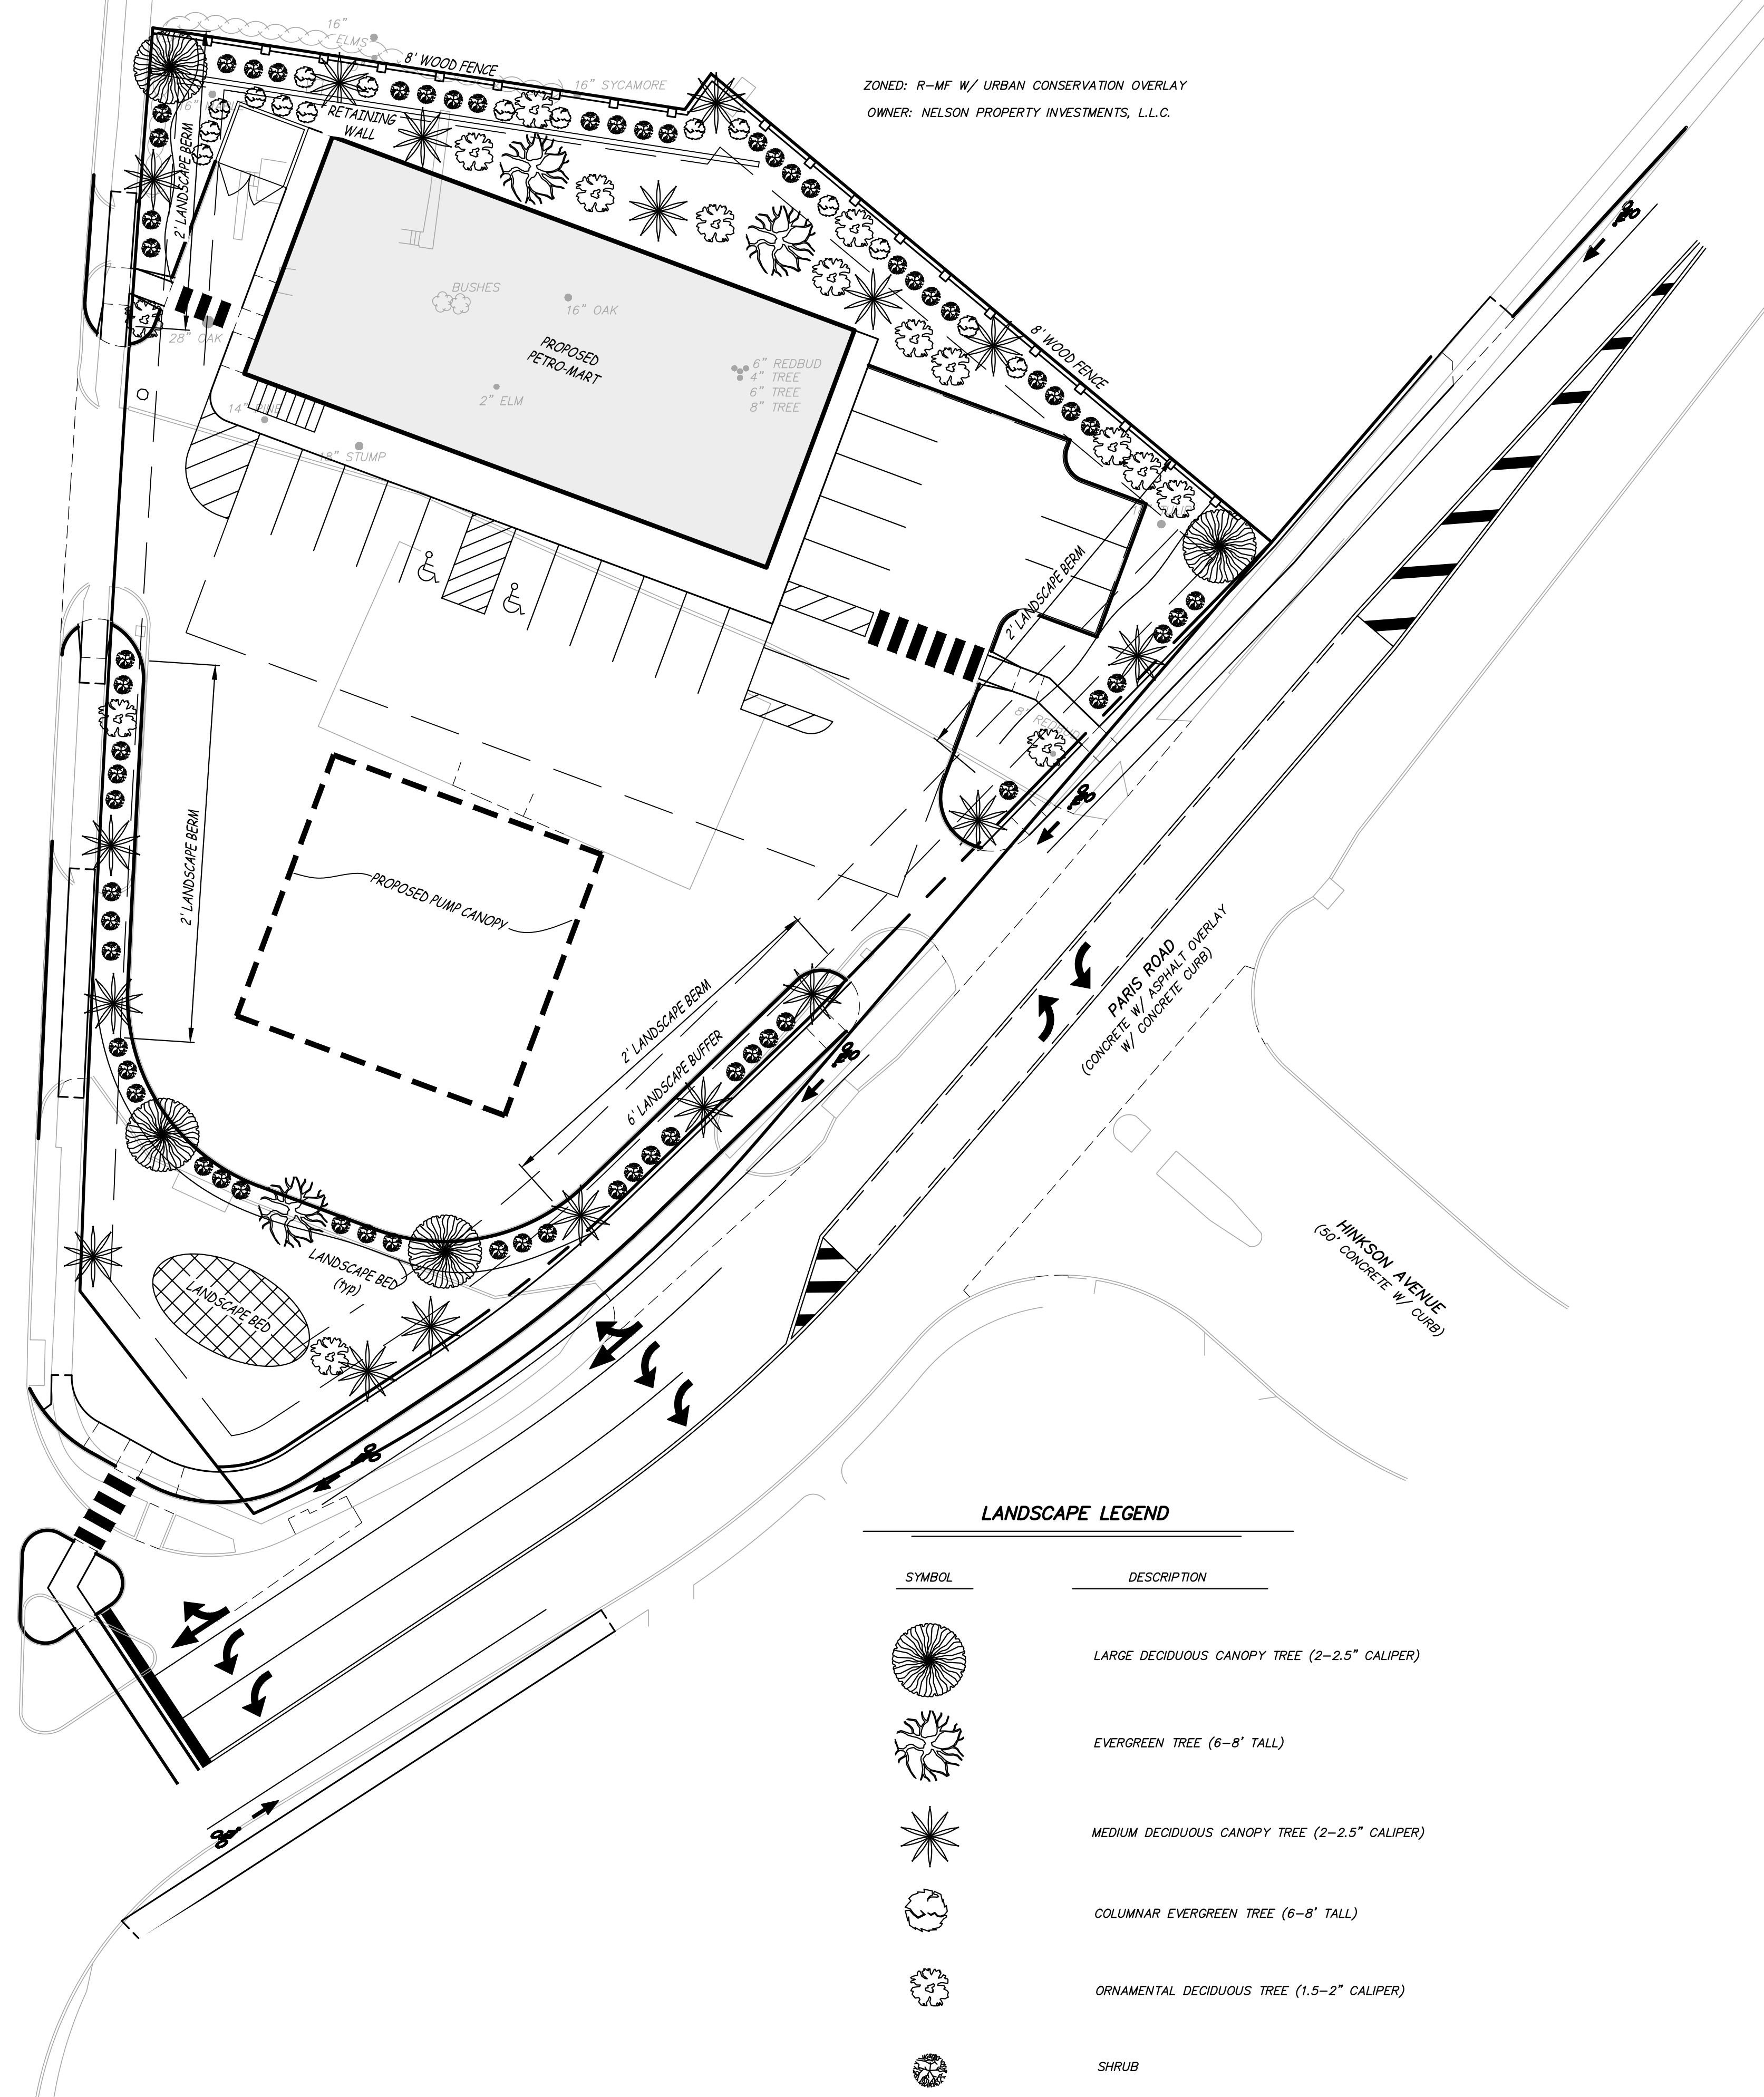 16"
ELMS
8' WOOD FENCE
16" SYCAMORE
ZONED: R-MF W/ URBAN CONSERVATION OVERLAY
OWNER: NELSON PROPERTY INVESTMENTS, L.L.C.
RETAINING
WALL
2' LANDSCAPE BERM
28" OAK
BUSHES
16" OAK
PROPOSED
PETRO-MART
2" ELM
6" REDBUD
4" TREE
6" TREE
8" TREE
8' WOOD FENCE
14" PINE
18" STUMP
2' LANDSCAPE BERM
8" REDBUD
2' LANDSCAPE BERM
PROPOSED PUMP CANOPY
2' LANDSCAPE BERM
6' LANDSCAPE BUFFER
PARIS ROAD
(CONCRETE W/ ASPHALT OVERLAY
W/ CONCRETE CURB)
HINKSON AVENUE
(50' CONCRETE W/ CURB)
LANDSCAPE BED
(typ)
LANDSCAPE BED
LANDSCAPE LEGEND
SYMBOL DESCRIPTION
LARGE DECIDUOUS CANOPY TREE (2-2.5" CALIPER)
EVERGREEN TREE (6-8' TALL)
MEDIUM DECIDUOUS CANOPY TREE (2-2.5" CALIPER)
COLUMNAR EVERGREEN TREE (6-8' TALL)
ORNAMENTAL DECIDUOUS TREE (1.5-2" CALIPER)
SHRUB